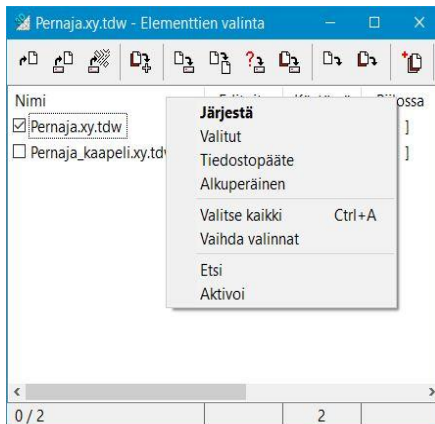 Pernaja.xy.tdw - Elementtien valinta
Nimi
Pernaja.xy.tdw ]
Pernaja_kaapeli.xy.tdw ]
Järjestä
Valitut
Tiedostopääte
Alkuperäinen
Valitse kaikki Ctrl+A
Vaihda valinnat
Etsi
Aktivoi
0 / 2 2